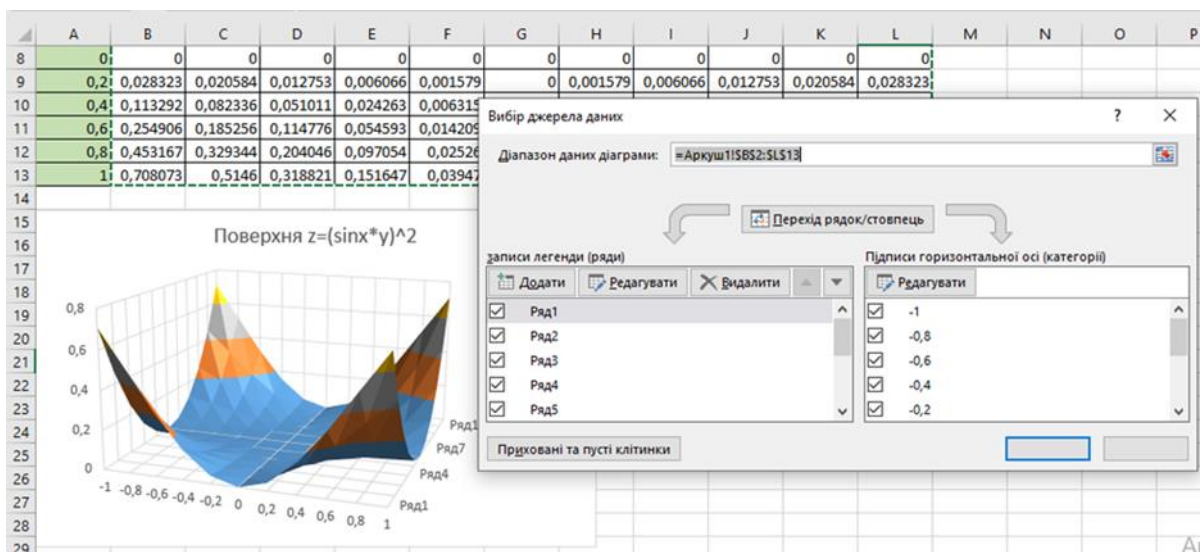 A B C D E F G H I J K L M N O P
8 0 0 0 0 0 0 0 0 0 0 0 0
9 0,2 0,028323 0,020584 0,012753 0,006066 0,001579 0 0,001579 0,006066 0,012753 0,020584 0,028323
10 0,4 0,113292 0,082336 0,051011 0,024263 0,006315
11 0,6 0,254906 0,185256 0,114776 0,054593 0,014209
12 0,8 0,453167 0,329344 0,204046 0,097054 0,02526
13 1 0,708073 0,5146 0,318821 0,151647 0,03947
14
15
16
17
18
19
20
21
22
23
24
25
26
27
28
29
Поверхня z=(sinx*y)^2
0,8
0,6
0,4
0,2
0
-1 -0,8 -0,6 -0,4 -0,2 0 0,2 0,4 0,6 0,8 1
Ряд1
Ряд7
Ряд4
Ряд1
Вибір джерела даних ? ×
Діапазон даних діаграми: =Аркуш1!$B$2:$L$13
Перехід рядок/стовпець
записи легенди (ряди)
Додати Редагувати Видалити
Ряд1
Ряд2
Ряд3
Ряд4
Ряд5
Підписи горизонтальної осі (категорії)
Редагувати
-1
-0,8
-0,6
-0,4
-0,2
Приховані та пусті клітинки